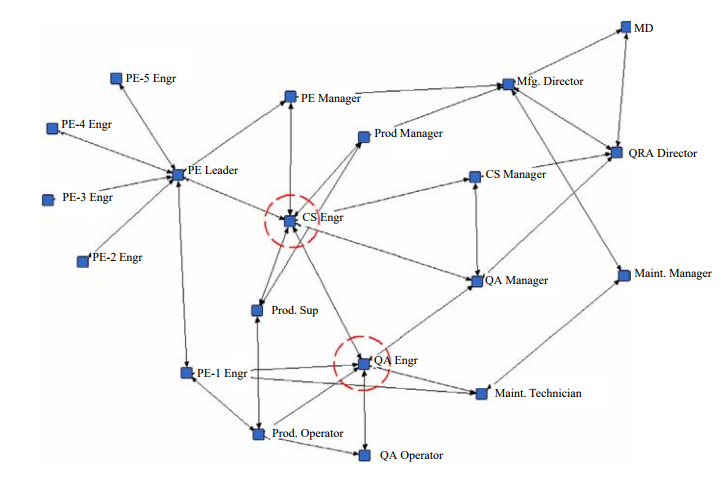 MD
PE-5 Engr
Mfg. Director
PE Manager
PE-4 Engr
Prod Manager
QRA Director
PE Leader
CS Manager
PE-3 Engr
CS Engr
PE-2 Engr
QA Manager
Maint. Manager
Prod. Sup
QA Engr
PE-1 Engr
Maint. Technician
Prod. Operator
QA Operator